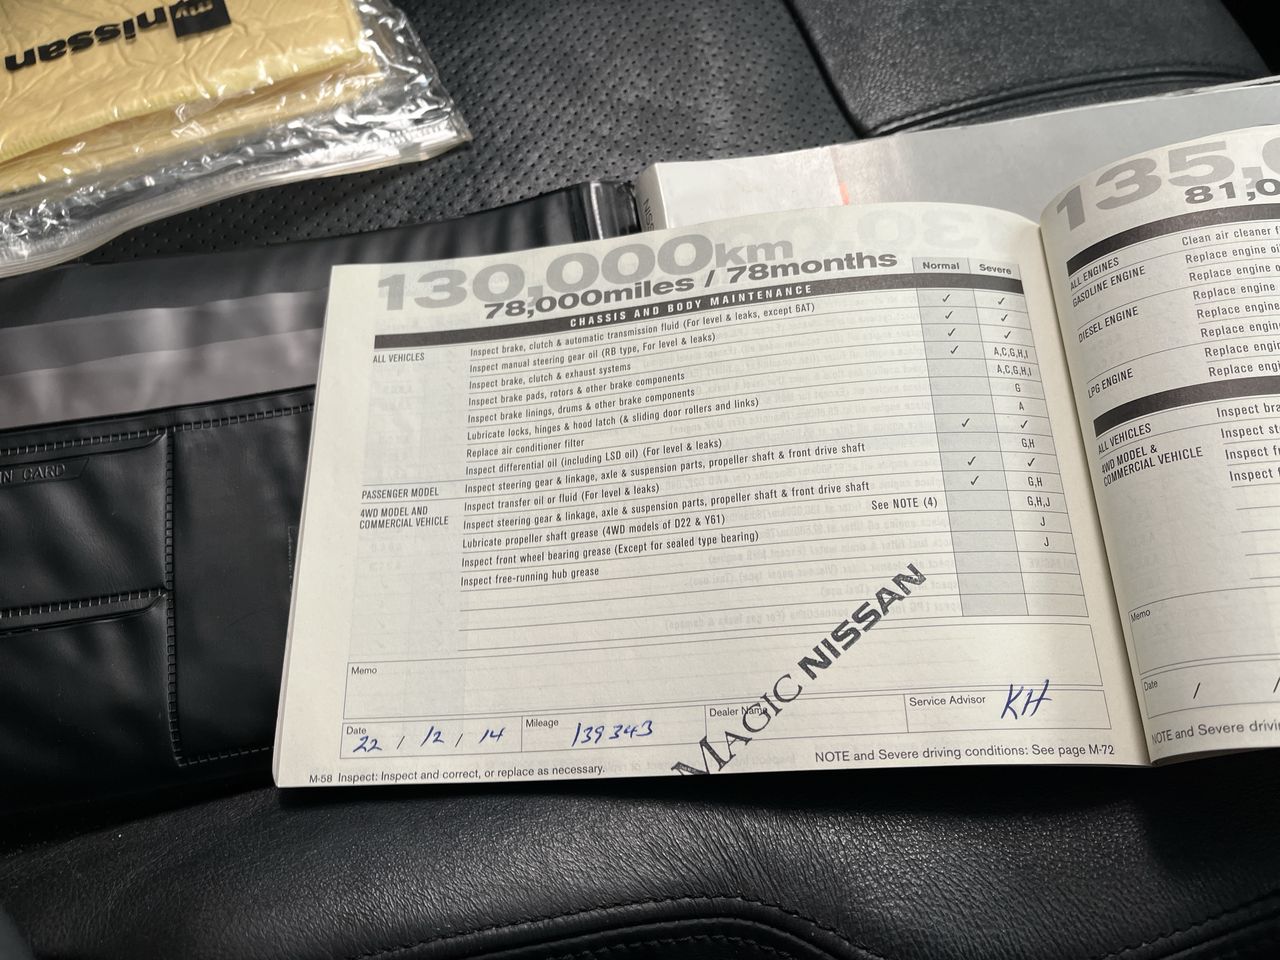 my nissan
IN CARD
130,000km
78,000miles / 78months
Normal Severe
CHASSIS AND BODY MAINTENANCE
ALL VEHICLES
Inspect brake, clutch & automatic transmission fluid (For level & leaks, except 6AT) ✓ ✓
Inspect manual steering gear oil (RB type, For level & leaks) ✓ ✓
Inspect brake, clutch & exhaust systems ✓ ✓
Inspect brake pads, rotors & other brake components ✓ A,C,G,H,I
Inspect brake linings, drums & other brake components A,C,G,H,I
Lubricate locks, hinges & hood latch (& sliding door rollers and links) G
Replace air conditioner filter A
Inspect differential oil (including LSD oil) (For level & leaks) ✓ ✓
PASSENGER MODEL
Inspect steering gear & linkage, axle & suspension parts, propeller shaft & front drive shaft G,H
4WD MODEL AND
COMMERCIAL VEHICLE
Inspect transfer oil or fluid (For level & leaks) ✓ ✓
Inspect steering gear & linkage, axle & suspension parts, propeller shaft & front drive shaft ✓ G,H
Lubricate propeller shaft grease (4WD models of D22 & Y61) See NOTE (4) G,H,J
Inspect front wheel bearing grease (Except for sealed type bearing) J
Inspect free-running hub grease J
Memo
Date 22 / 12 / 14
Mileage 139343
Dealer Name
MAGIC NISSAN
Service Advisor KH
M-58 Inspect: Inspect and correct, or replace as necessary.
NOTE and Severe driving conditions: See page M-72
135,0
81,0
ALL ENGINES
Clean air cleaner f
GASOLINE ENGINE
Replace engine oi
Replace engine o
DIESEL ENGINE
Replace engine
Replace engine
LPG ENGINE
Replace engine
Replace engin
ALL VEHICLES
Inspect bra
4WD MODEL &
COMMERCIAL VEHICLE
Inspect st
Inspect f
Inspect
Memo
Date / /
NOTE and Severe drivi